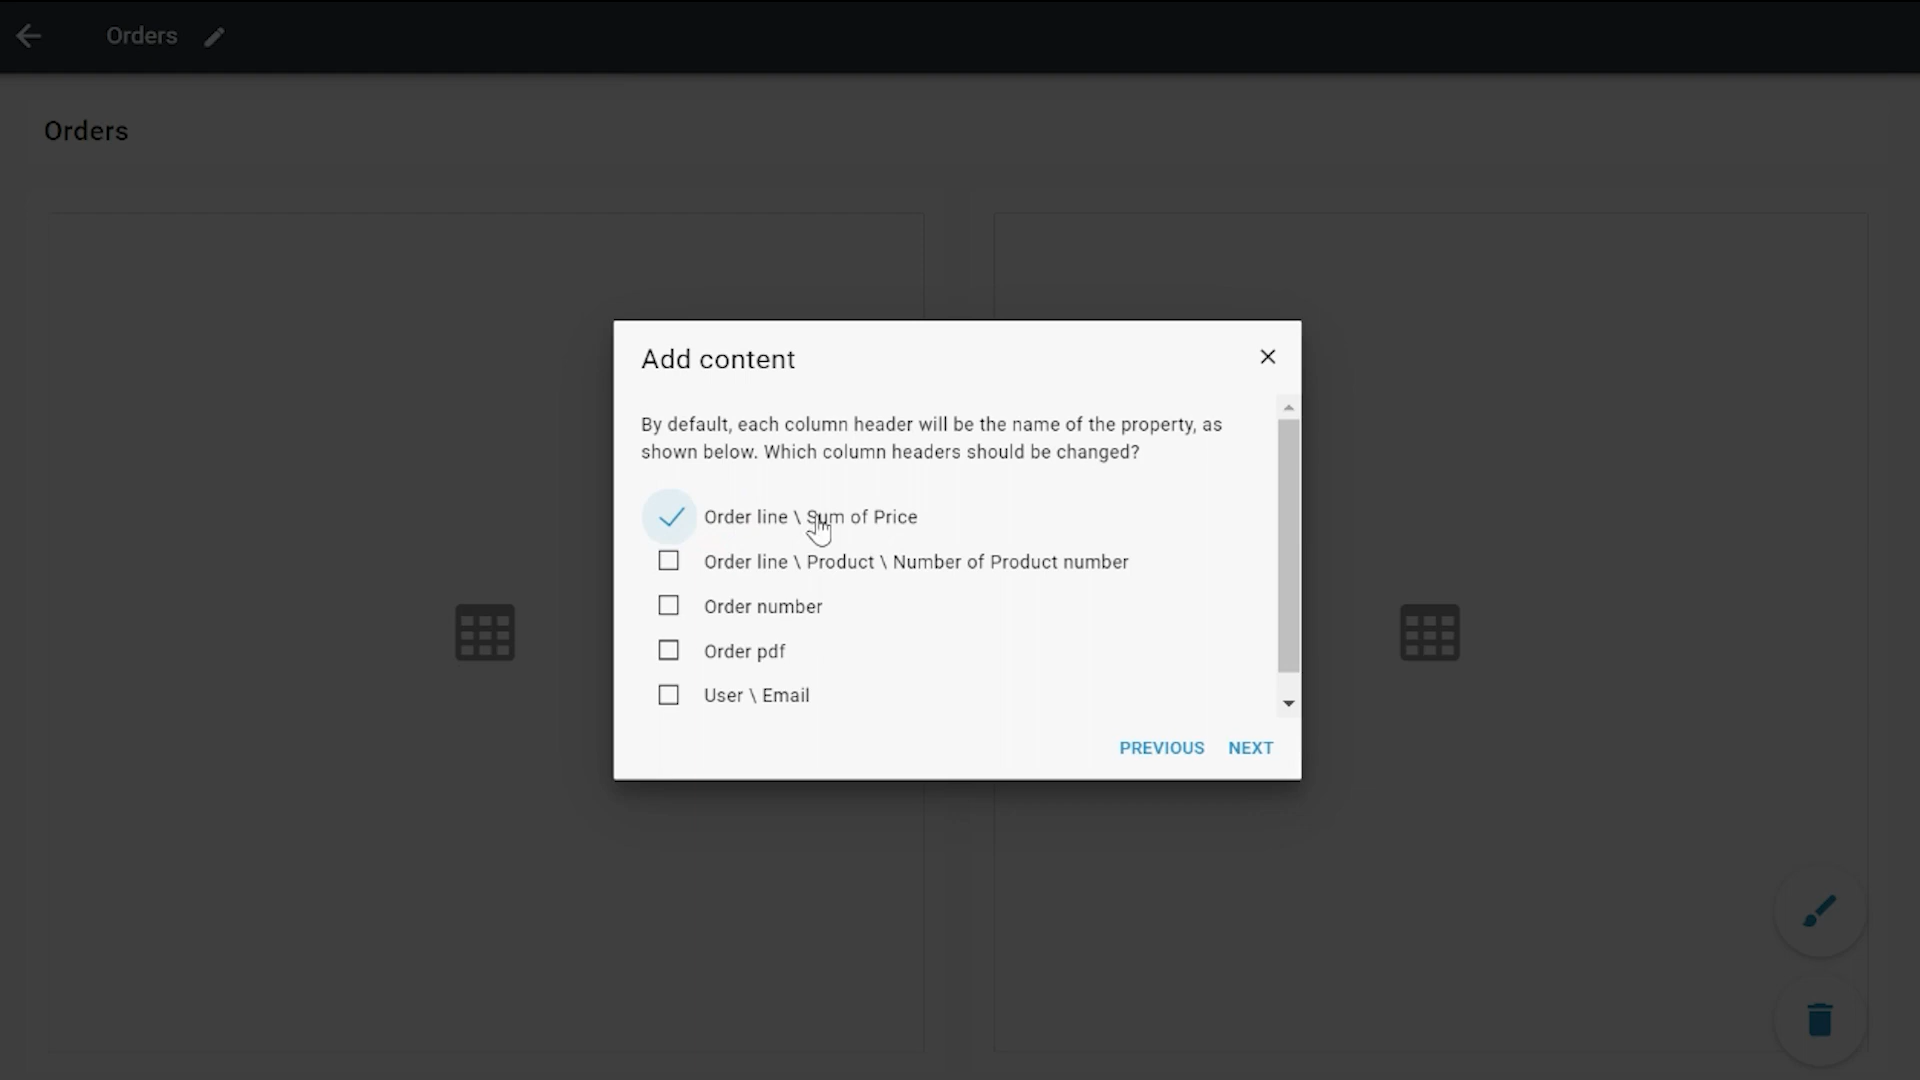 Orders
Orders
Add content
By default, each column header will be the name of the property, as
shown below. Which column headers should be changed?
Order line \ Sum of Price
Order line \ Product \ Number of Product number
Order number
Order pdf
User \ Email
PREVIOUS NEXT